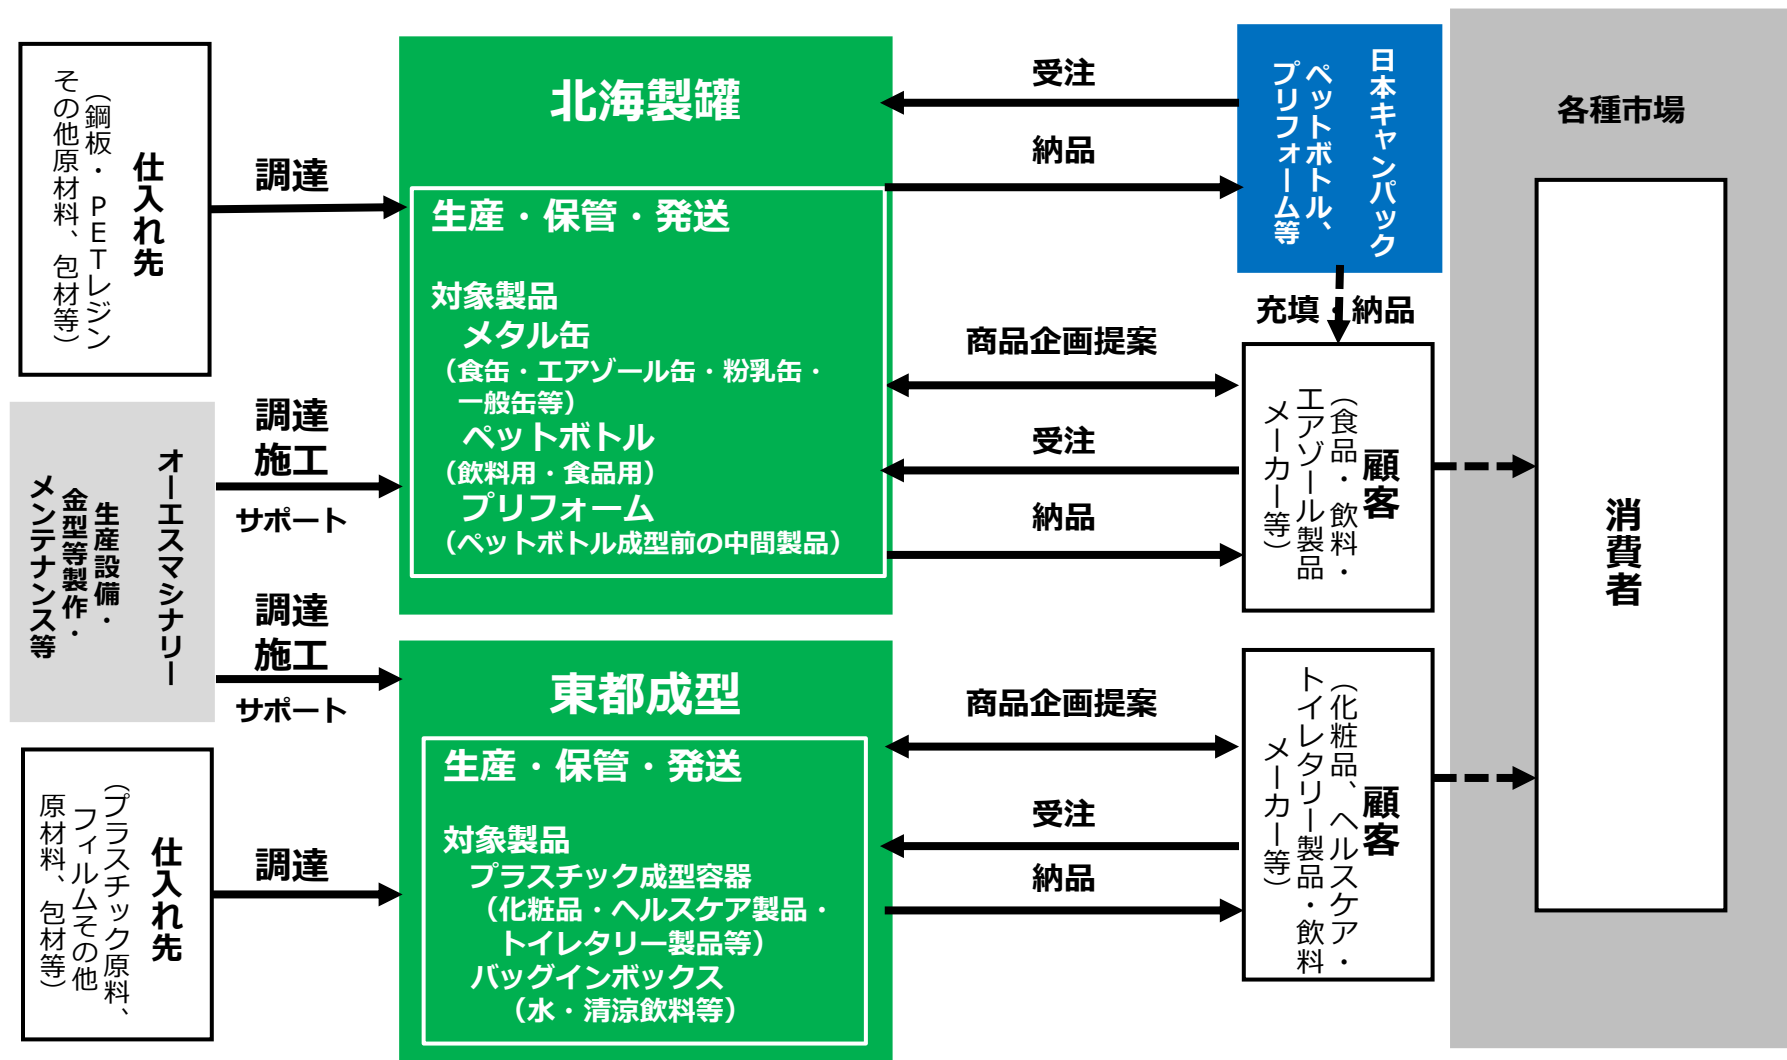 仕入れ先
（鋼板・ＰＥＴレジン
その他原材料、包材等）
調達
オーエスマシナリー
生産設備・
金型等製作・
メンテナンス等
調達
施工
サポート
調達
施工
サポート
仕入れ先
（プラスチック原料、
フィルムその他
原材料、包材等）
調達
北海製罐
生産・保管・発送
対象製品
メタル缶
（食缶・エアゾール缶・粉乳缶・
一般缶等）
ペットボトル
（飲料用・食品用）
プリフォーム
（ペットボトル成型前の中間製品）
東都成型
生産・保管・発送
対象製品
プラスチック成型容器
（化粧品・ヘルスケア製品・
トイレタリー製品等）
バッグインボックス
（水・清涼飲料等）
受注
納品
商品企画提案
受注
納品
商品企画提案
受注
納品
日本キャンパック
ペットボトル、
プリフォーム等
充填・納品
顧客
（食品・飲料・
エアゾール製品
メーカー等）
顧客
（化粧品、ヘルスケア・
トイレタリー製品・飲料
メーカー等）
各種市場
消費者